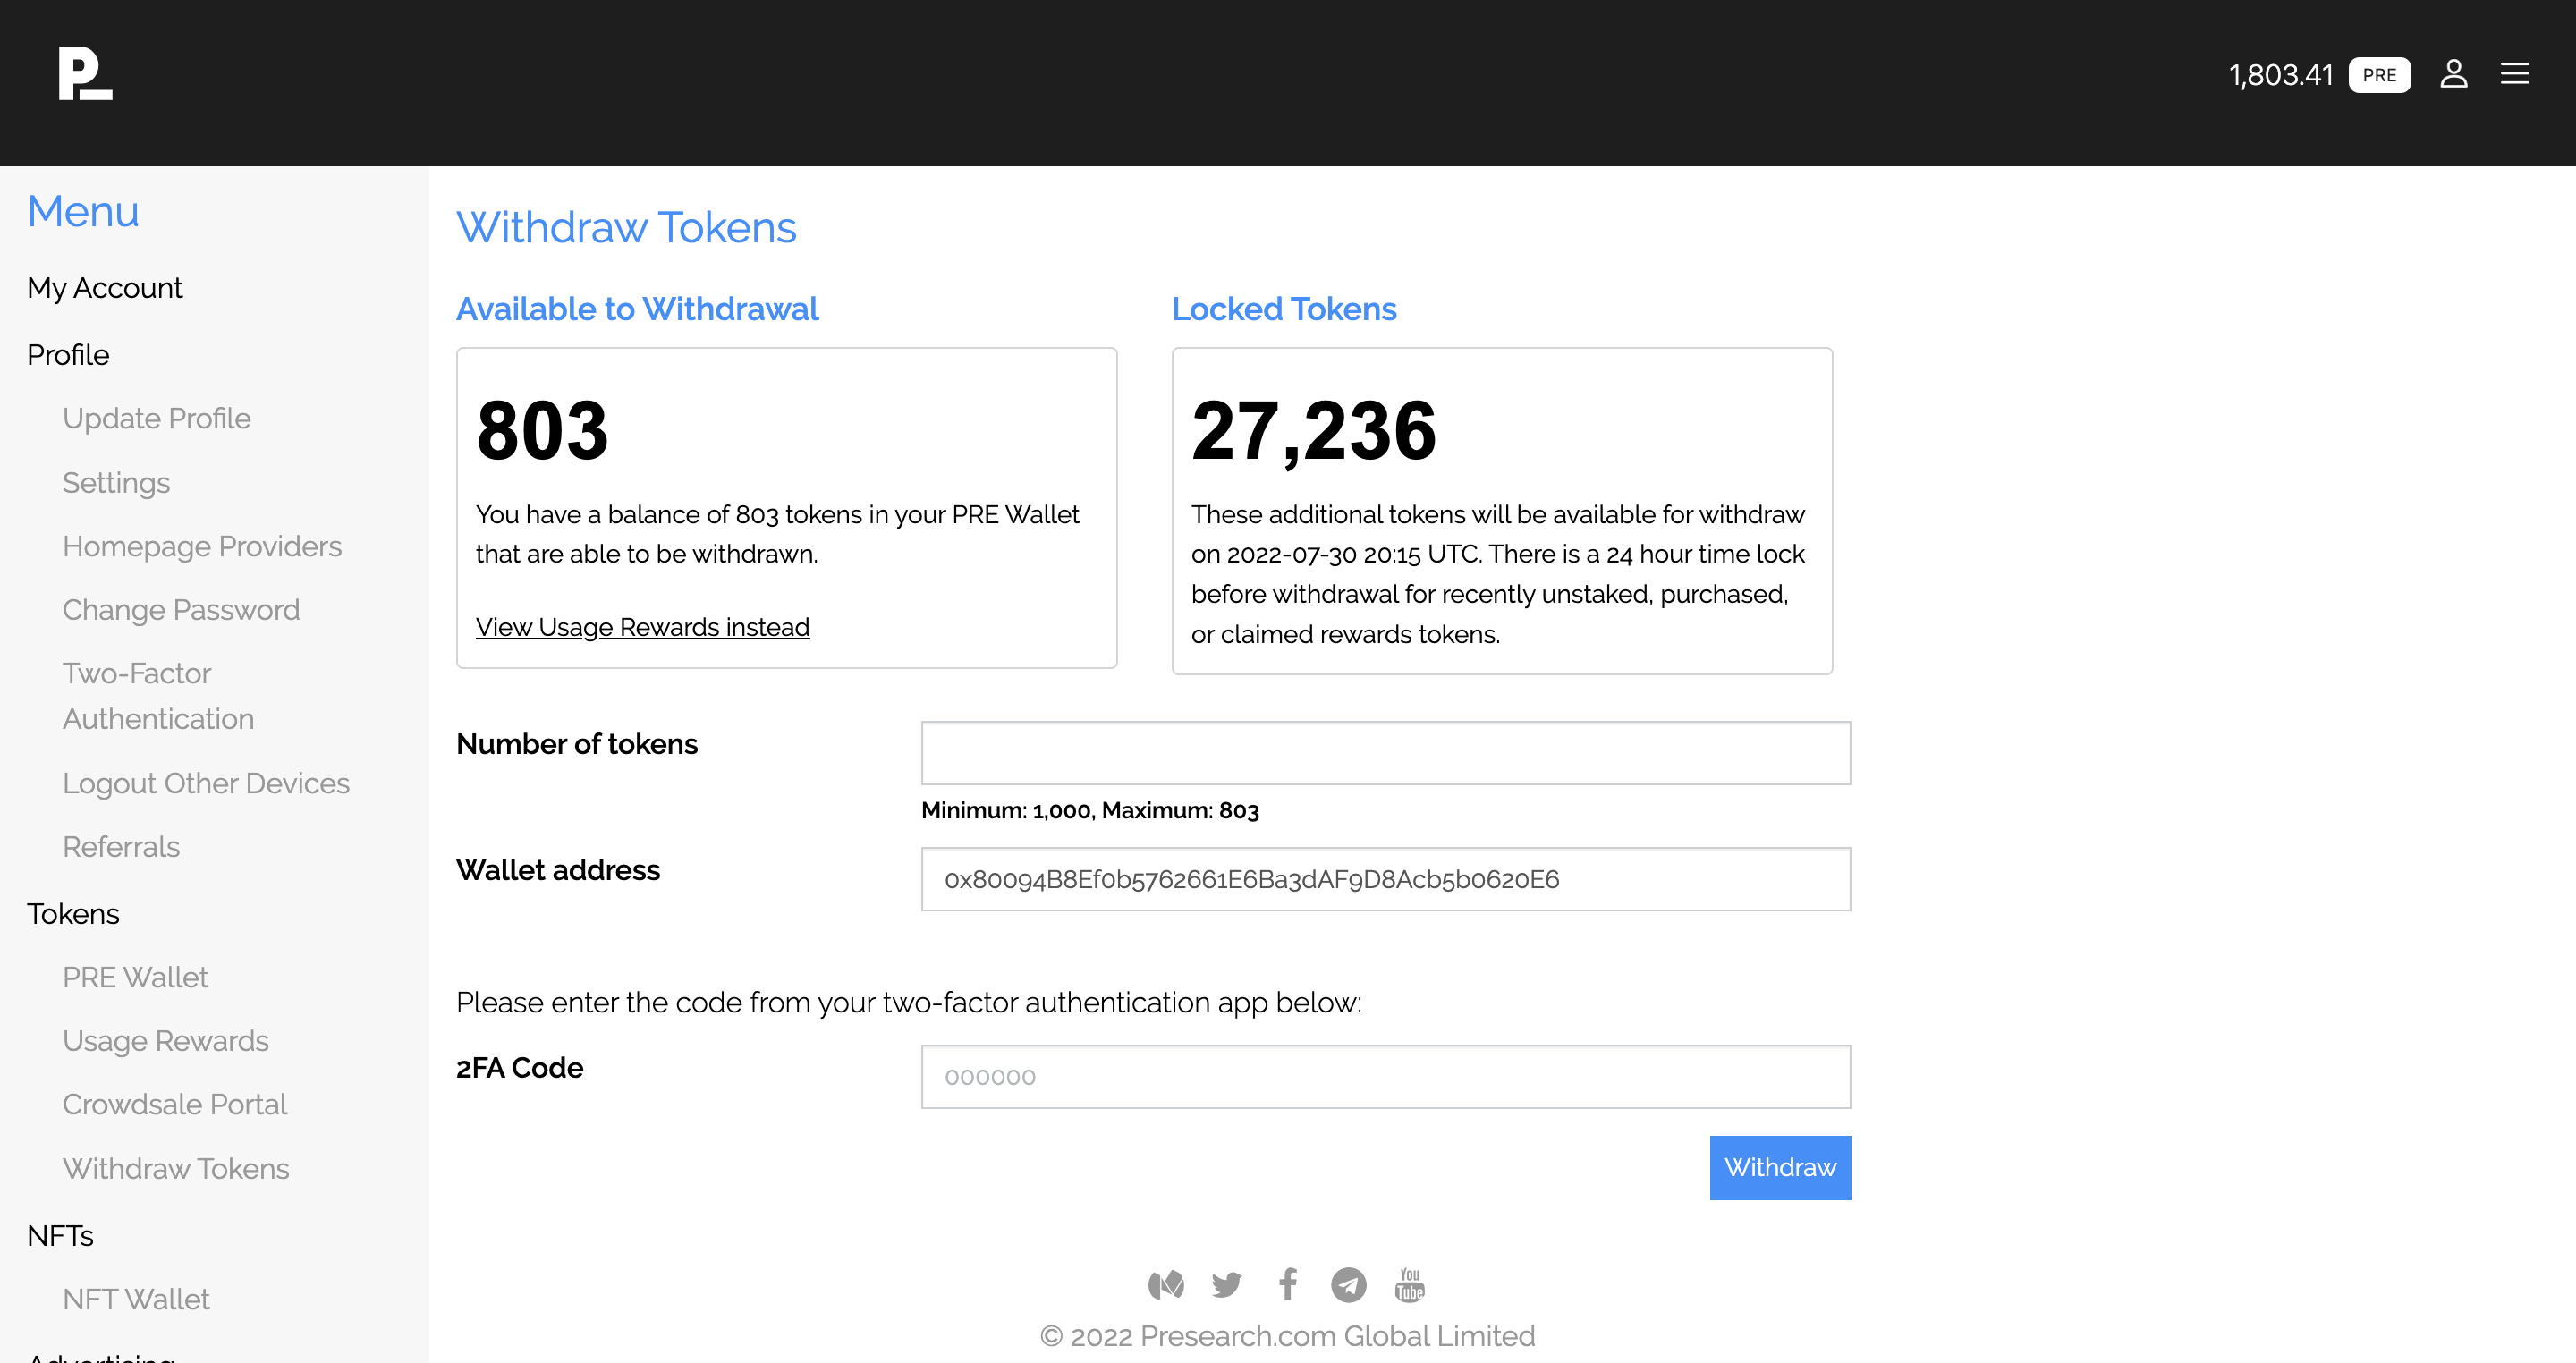 P_
1,803.41 PRE
Menu
My Account
Profile
Update Profile
Settings
Homepage Providers
Change Password
Two-Factor
Authentication
Logout Other Devices
Referrals
Tokens
PRE Wallet
Usage Rewards
Crowdsale Portal
Withdraw Tokens
NFTs
NFT Wallet
Advertising
Withdraw Tokens
Available to Withdrawal
803
You have a balance of 803 tokens in your PRE Wallet
that are able to be withdrawn.
View Usage Rewards instead
Locked Tokens
27,236
These additional tokens will be available for withdraw
on 2022-07-30 20:15 UTC. There is a 24 hour time lock
before withdrawal for recently unstaked, purchased,
or claimed rewards tokens.
Number of tokens
Minimum: 1,000, Maximum: 803
Wallet address
0x80094B8Ef0b5762661E6Ba3dAF9D8Acb5b0620E6
Please enter the code from your two-factor authentication app below:
2FA Code
000000
Withdraw
You
Tube
© 2022 Presearch.com Global Limited